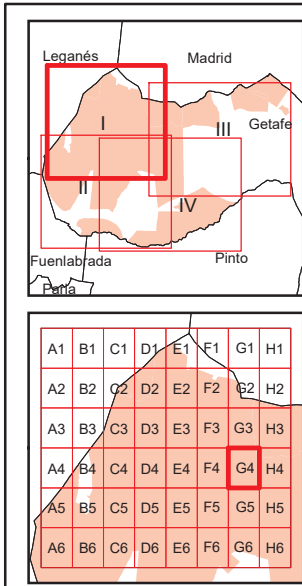 Leganés Madrid
I
III
Getafe
II
IV
Fuenlabrada Pinto
Parla
A1 B1 C1 D1 E1 F1 G1 H1
A2 B2 C2 D2 E2 F2 G2 H2
A3 B3 C3 D3 E3 F3 G3 H3
A4 B4 C4 D4 E4 F4 G4 H4
A5 B5 C5 D5 E5 F5 G5 H5
A6 B6 C6 D6 E6 F6 G6 H6